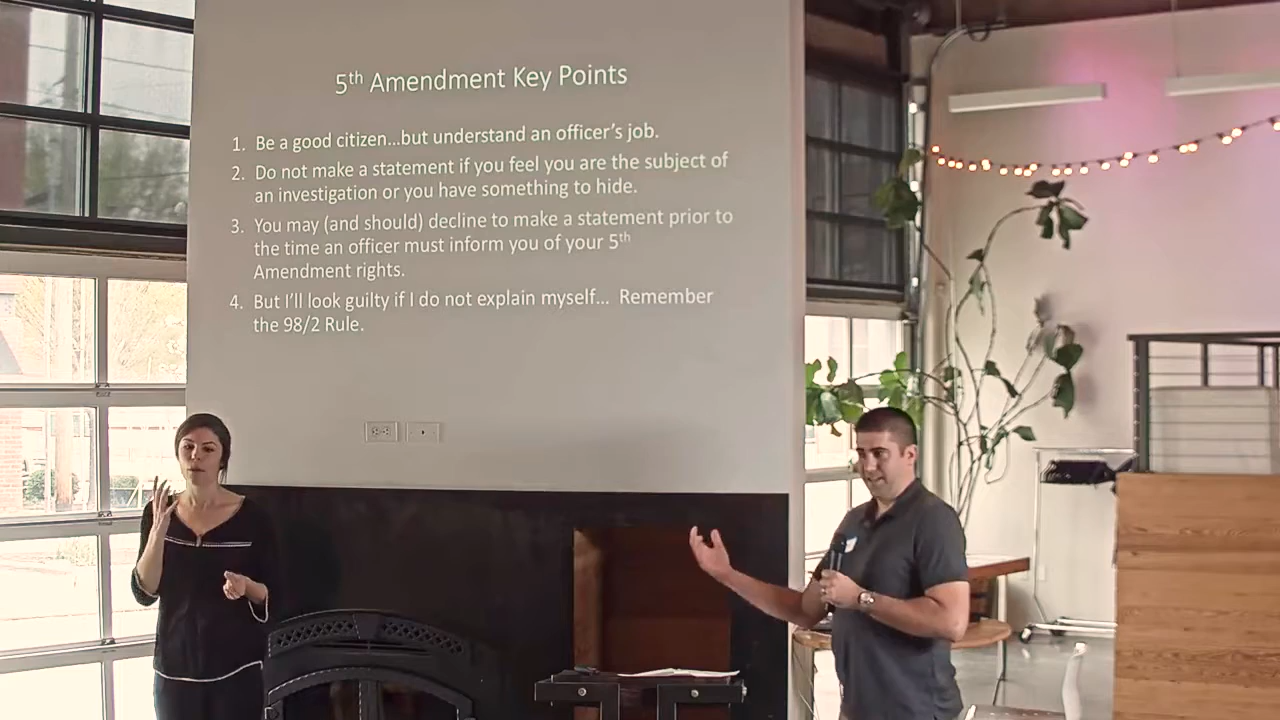 5th Amendment Key Points
1. Be a good citizen...but understand an officer's job.
2. Do not make a statement if you feel you are the subject of
an investigation or you have something to hide.
3. You may (and should) decline to make a statement prior to
the time an officer must inform you of your 5th
Amendment rights.
4. But I'll look guilty if I do not explain myself... Remember
the 98/2 Rule.